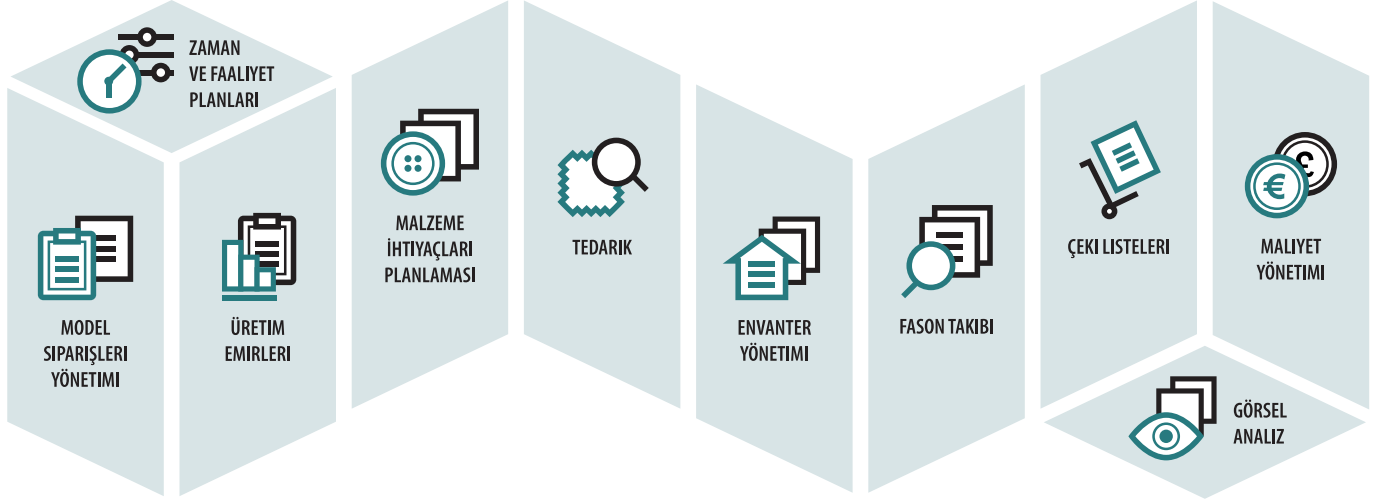 ZAMAN
VE FAALIYET
PLANLARI
MODEL
SIPARIŞLERI
YÖNETIMI
ÜRETIM
EMIRLERI
MALZEME
İHTIYAÇLARI
PLANLAMASI
TEDARIK
ENVANTER
YÖNETIMI
FASON TAKIBI
ÇEKI LISTELERI
€
€
MALIYET
YÖNETIMI
GÖRSEL
ANALIZ